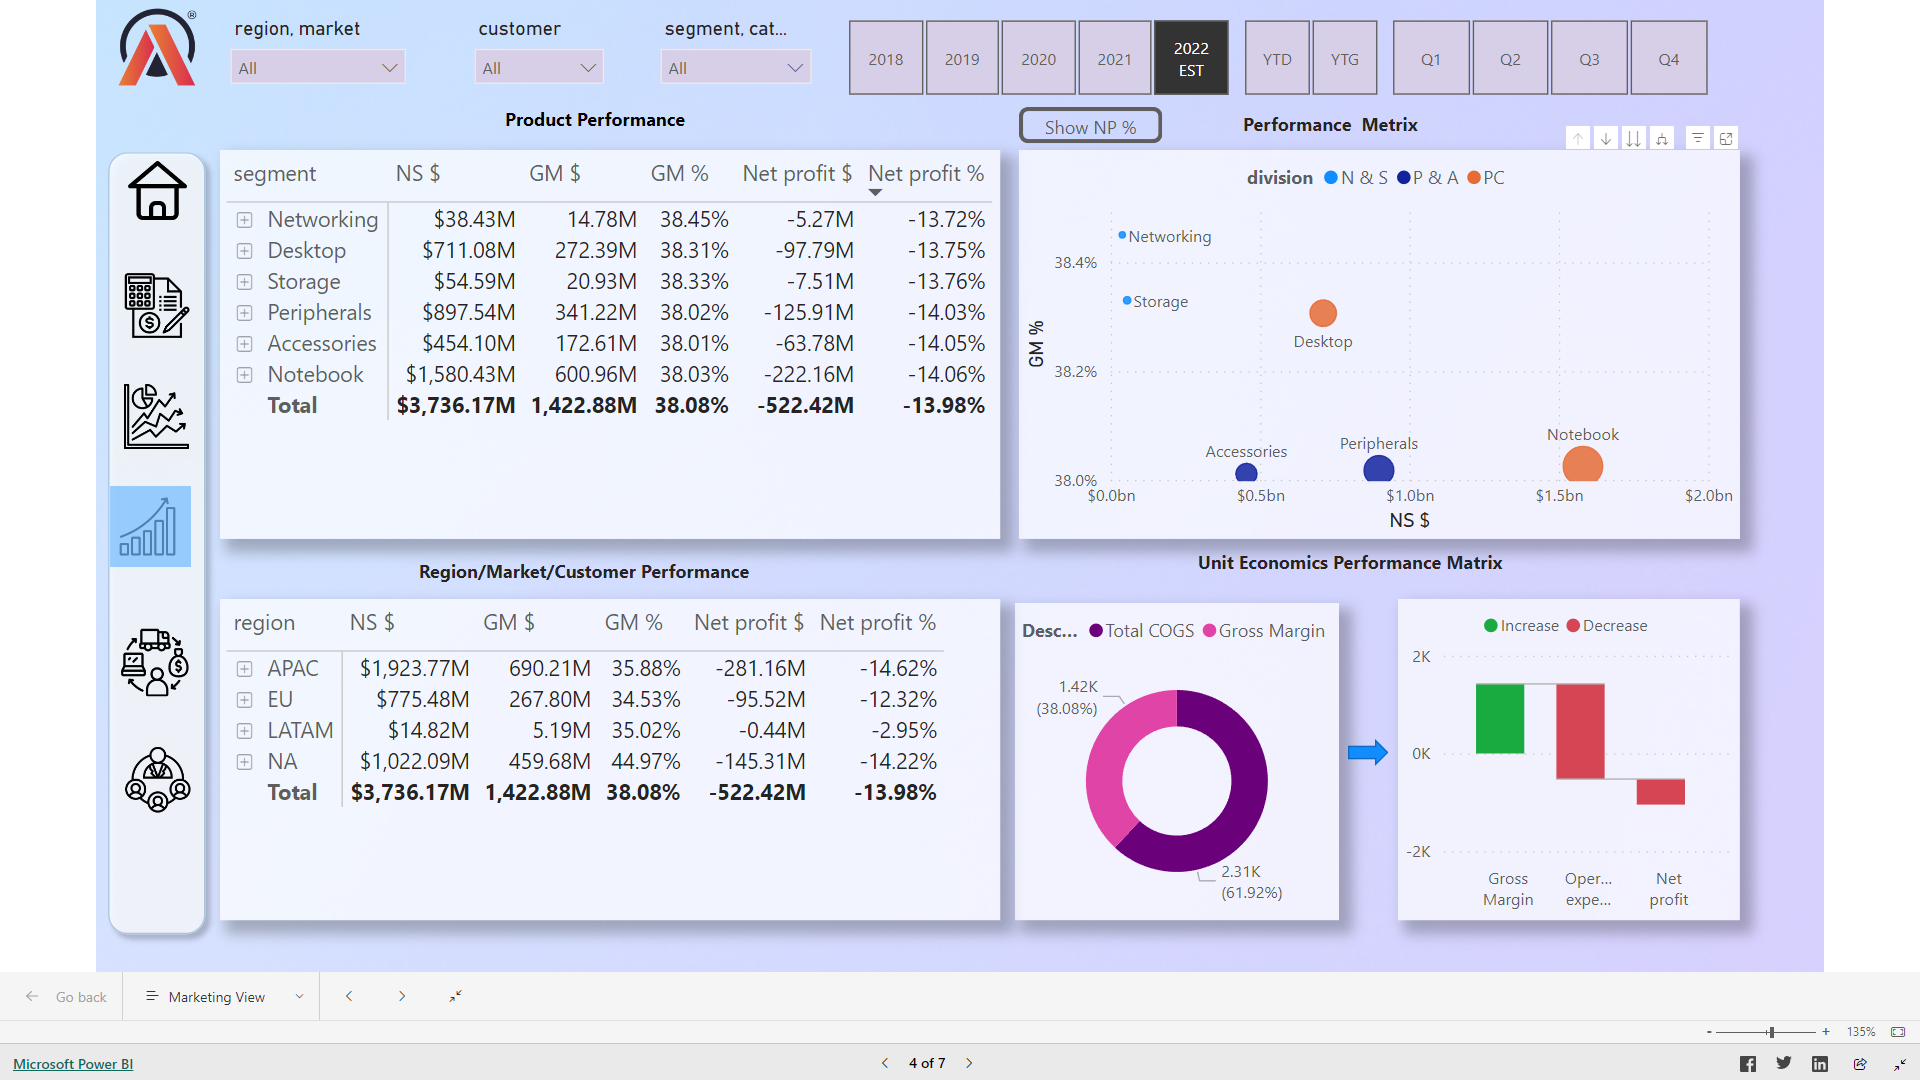 ®
region, market
customer
segment, cat...
All
All
All
2018
2019
2020
2021
2022
EST
YTD
YTG
Q1
Q2
Q3
Q4
Product Performance
Show NP %
Performance Metrix
segment NS $ GM $ GM % Net profit $ Net profit %
Networking $38.43M 14.78M 38.45% -5.27M -13.72%
Desktop $711.08M 272.39M 38.31% -97.79M -13.75%
Storage $54.59M 20.93M 38.33% -7.51M -13.76%
Peripherals $897.54M 341.22M 38.02% -125.91M -14.03%
Accessories $454.10M 172.61M 38.01% -63.78M -14.05%
Notebook $1,580.43M 600.96M 38.03% -222.16M -14.06%
Total $3,736.17M 1,422.88M 38.08% -522.42M -13.98%
division N & S P & A PC
Networking
38.4%
Storage
Desktop
GM %
38.2%
Notebook
Peripherals
Accessories
38.0%
$0.0bn $0.5bn $1.0bn $1.5bn $2.0bn
NS $
Region/Market/Customer Performance
Unit Economics Performance Matrix
region NS $ GM $ GM % Net profit $ Net profit %
APAC $1,923.77M 690.21M 35.88% -281.16M -14.62%
EU $775.48M 267.80M 34.53% -95.52M -12.32%
LATAM $14.82M 5.19M 35.02% -0.44M -2.95%
NA $1,022.09M 459.68M 44.97% -145.31M -14.22%
Total $3,736.17M 1,422.88M 38.08% -522.42M -13.98%
Desc... Total COGS Gross Margin
1.42K
(38.08%)
2.31K
(61.92%)
Increase Decrease
2K
0K
-2K
Gross
Margin
Oper...
expe...
Net
profit
Go back
Marketing View
- + 135%
Microsoft Power BI
4 of 7